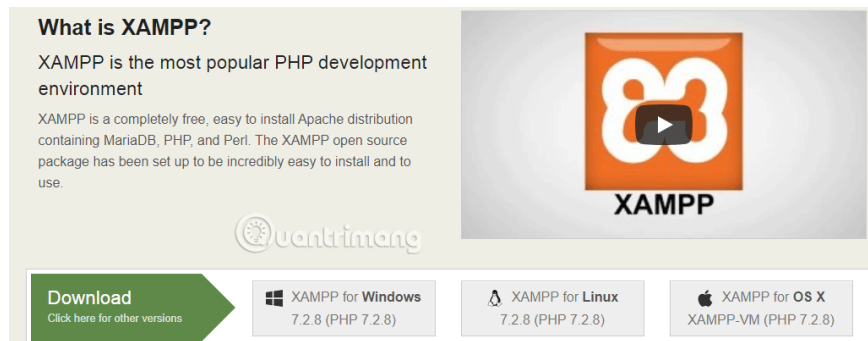 What is XAMPP?
XAMPP is the most popular PHP development
environment
XAMPP is a completely free, easy to install Apache distribution
containing MariaDB, PHP, and Perl. The XAMPP open source
package has been set up to be incredibly easy to install and to
use.
XAMPP
Quantrimang
Download
Click here for other versions
XAMPP for Windows
7.2.8 (PHP 7.2.8)
XAMPP for Linux
7.2.8 (PHP 7.2.8)
XAMPP for OS X
XAMPP-VM (PHP 7.2.8)